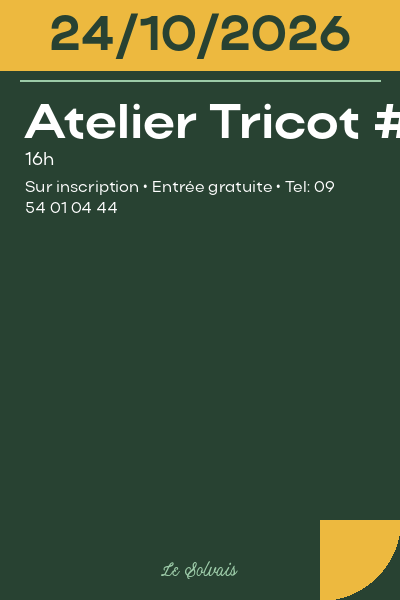 24/10/2026
Atelier Tricot #
16h
Sur inscription • Entrée gratuite • Tel: 09
54 01 04 44
Le Solvais